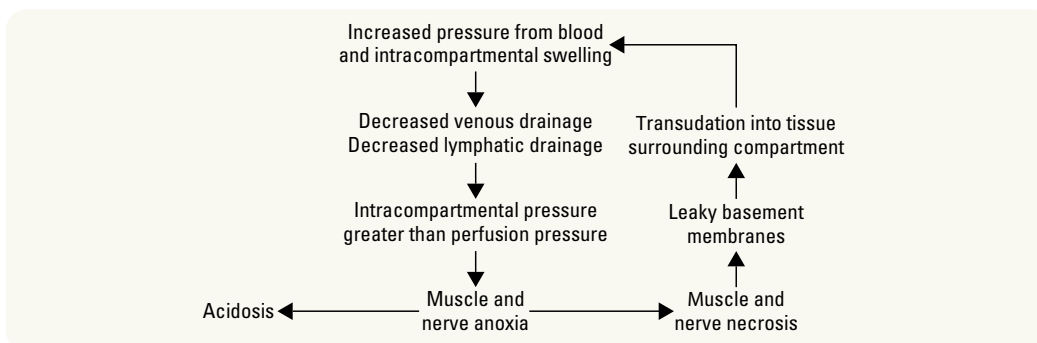 Increased pressure from blood
and intracompartmental swelling
Decreased venous drainage
Decreased lymphatic drainage
Transudation into tissue
surrounding compartment
Intracompartmental pressure
greater than perfusion pressure
Leaky basement
membranes
Acidosis
Muscle and
nerve anoxia
Muscle and
nerve necrosis